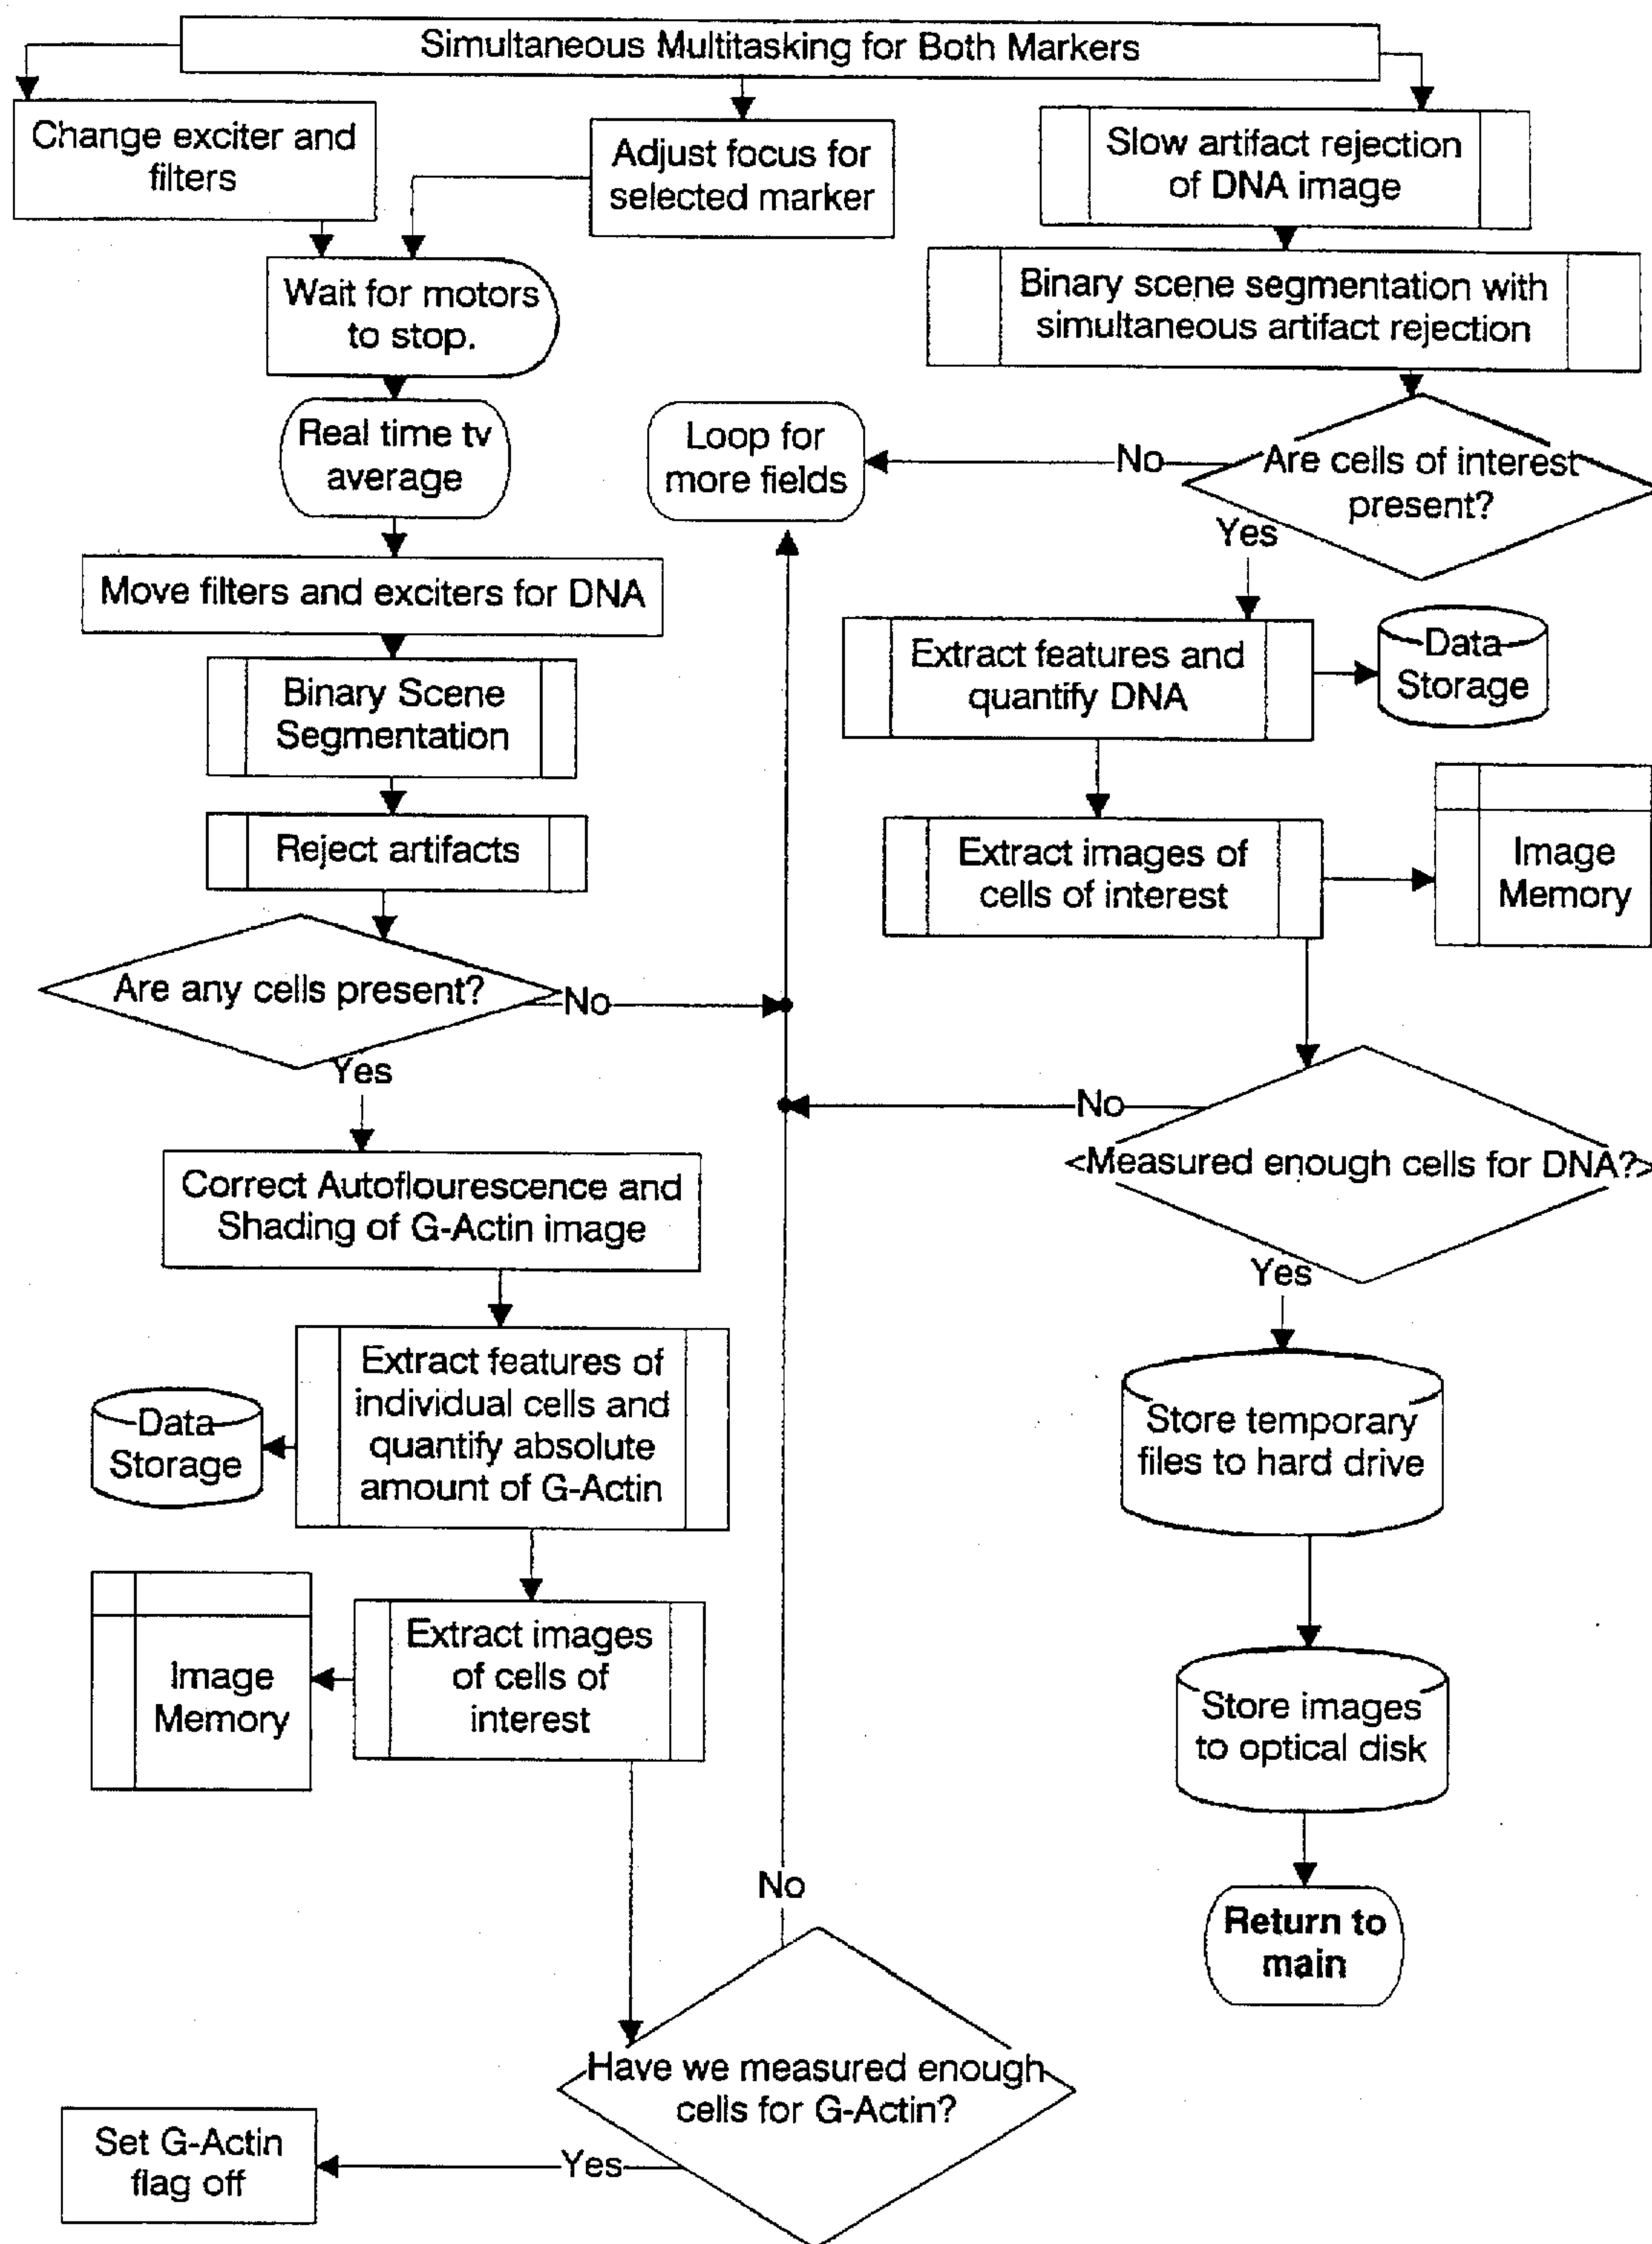 Simultaneous Multitasking for Both Markers
Change exciter and
filters
Adjust focus for
selected marker
Slow artifact rejection
of DNA image
Wait for motors
to stop.
Binary scene segmentation with
simultaneous artifact rejection
Real time tv
average
Loop for
more fields
No
Are cells of interest
present?
Yes
Move filters and exciters for DNA
Binary Scene
Segmentation
Extract features and
quantify DNA
Data
Storage
Reject artifacts
Extract images of
cells of interest
Image
Memory
Are any cells present?
No
Yes
No
<Measured enough cells for DNA?>
Yes
Correct Autoflourescence and
Shading of G-Actin image
Extract features of
individual cells and
quantify absolute
amount of G-Actin
Data
Storage
Store temporary
files to hard drive
Extract images
of cells of
interest
Image
Memory
Store images
to optical disk
No
Return to
main
Have we measured enough
cells for G-Actin?
Yes
Set G-Actin
flag off